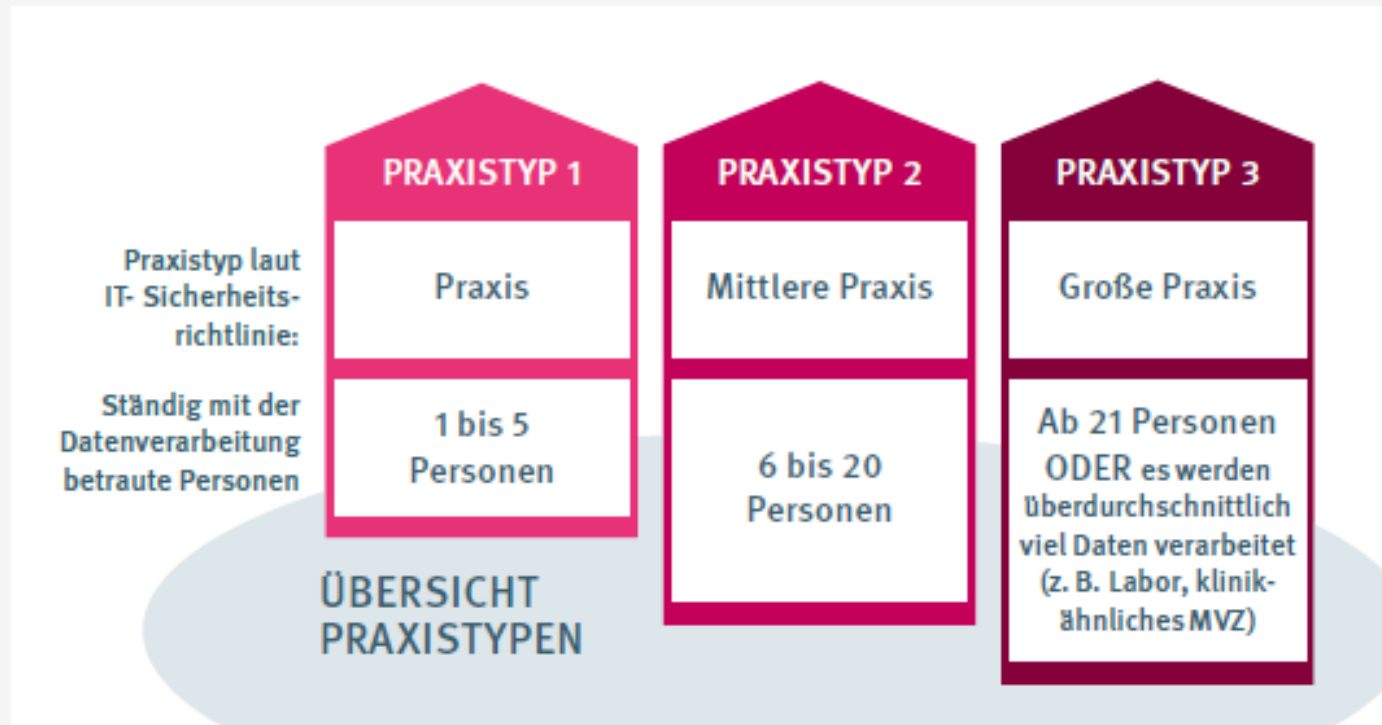 PRAXISTYP 1
PRAXISTYP 2
PRAXISTYP 3
Praxistyp laut
IT- Sicherheits-
richtlinie:
Praxis
Mittlere Praxis
Große Praxis
Ständig mit der
Datenverarbeitung
betraute Personen
1 bis 5
Personen
6 bis 20
Personen
Ab 21 Personen
ODER es werden
überdurchschnittlich
viel Daten verarbeitet
(z. B. Labor, klinik-
ähnliches MVZ)
ÜBERSICHT
PRAXISTYPEN